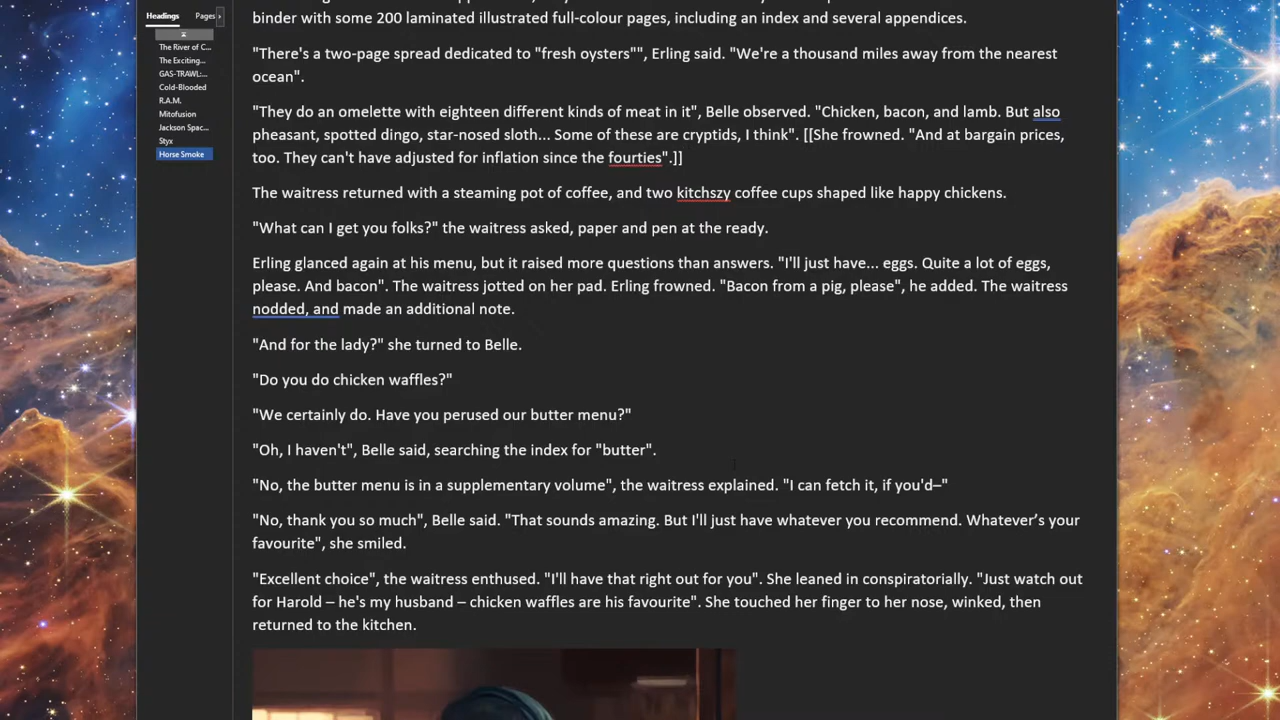 Headings Pages
The River of C...
The Exciting...
GAS-TRAWL:...
Cold-Blooded
R.A.M.
Mitofusion
Jackson Spac...
Styx
Horse Smoke
binder with some 200 laminated illustrated full-colour pages, including an index and several appendices.
"There's a two-page spread dedicated to "fresh oysters"", Erling said. "We're a thousand miles away from the nearest
ocean".
"They do an omelette with eighteen different kinds of meat in it", Belle observed. "Chicken, bacon, and lamb. But also
pheasant, spotted dingo, star-nosed sloth... Some of these are cryptids, I think". [[She frowned. "And at bargain prices,
too. They can't have adjusted for inflation since the fourties".]]
The waitress returned with a steaming pot of coffee, and two kitchszy coffee cups shaped like happy chickens.
"What can I get you folks?" the waitress asked, paper and pen at the ready.
Erling glanced again at his menu, but it raised more questions than answers. "I'll just have... eggs. Quite a lot of eggs,
please. And bacon". The waitress jotted on her pad. Erling frowned. "Bacon from a pig, please", he added. The waitress
nodded, and made an additional note.
"And for the lady?" she turned to Belle.
"Do you do chicken waffles?"
"We certainly do. Have you perused our butter menu?"
"Oh, I haven't", Belle said, searching the index for "butter".
"No, the butter menu is in a supplementary volume", the waitress explained. "I can fetch it, if you'd–"
"No, thank you so much", Belle said. "That sounds amazing. But I'll just have whatever you recommend. Whatever’s your
favourite", she smiled.
"Excellent choice", the waitress enthused. "I'll have that right out for you". She leaned in conspiratorially. "Just watch out
for Harold – he's my husband – chicken waffles are his favourite". She touched her finger to her nose, winked, then
returned to the kitchen.